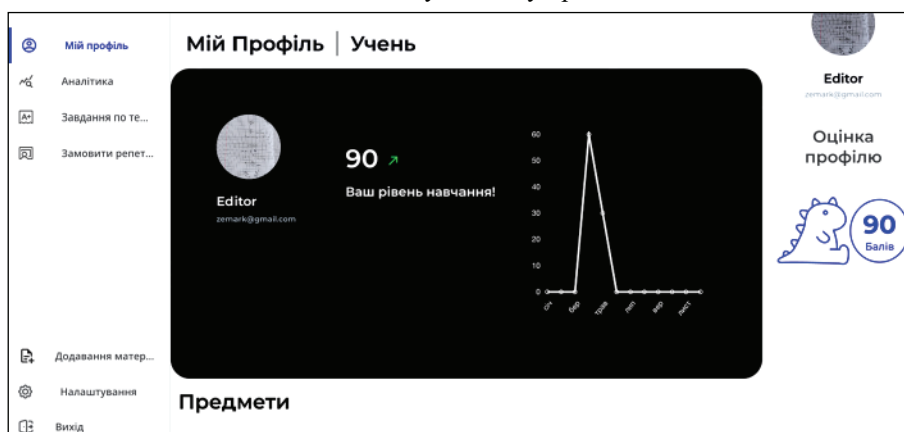 Мій профіль
Аналітика
Завдання по те...
Замовити репет...
Додавання матер...
Налаштування
Вихід
Мій Профіль | Учень
Editor
zemark@gmail.com
90
Ваш рівень навчання!
60
50
40
30
20
10
0
січ
бер
трав
лип
вер
лист
Предмети
Editor
zemark@gmail.com
Оцінка
профілю
90
Балів